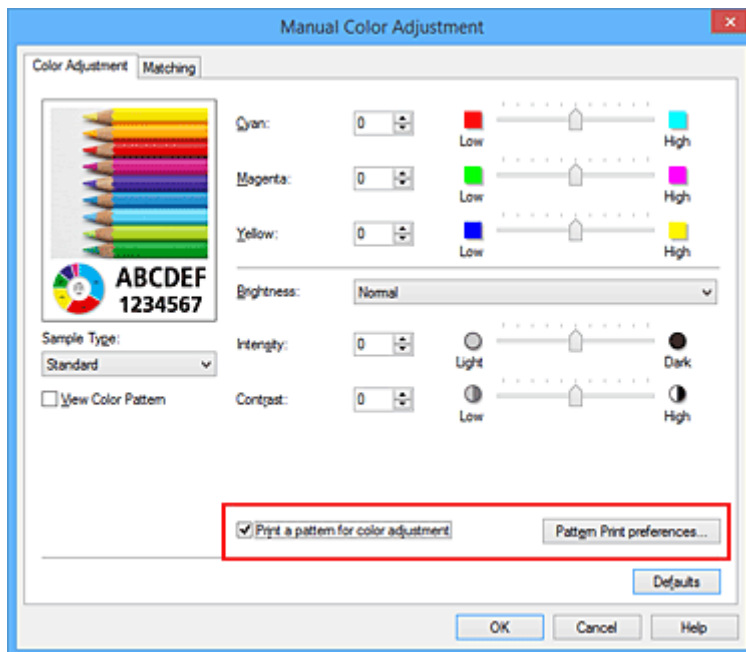 Manual Color Adjustment
Color Adjustment
Matching
Cyan:
0
Low
High
Magenta:
0
Low
High
Yellow:
0
Low
High
ABCDEF
1234567
Brightness:
Normal
Sample Type:
Standard
Intensity:
0
Light
Dark
View Color Pattern
Contrast:
0
Low
High
Print a pattern for color adjustment
Pattern Print preferences...
Defaults
OK
Cancel
Help